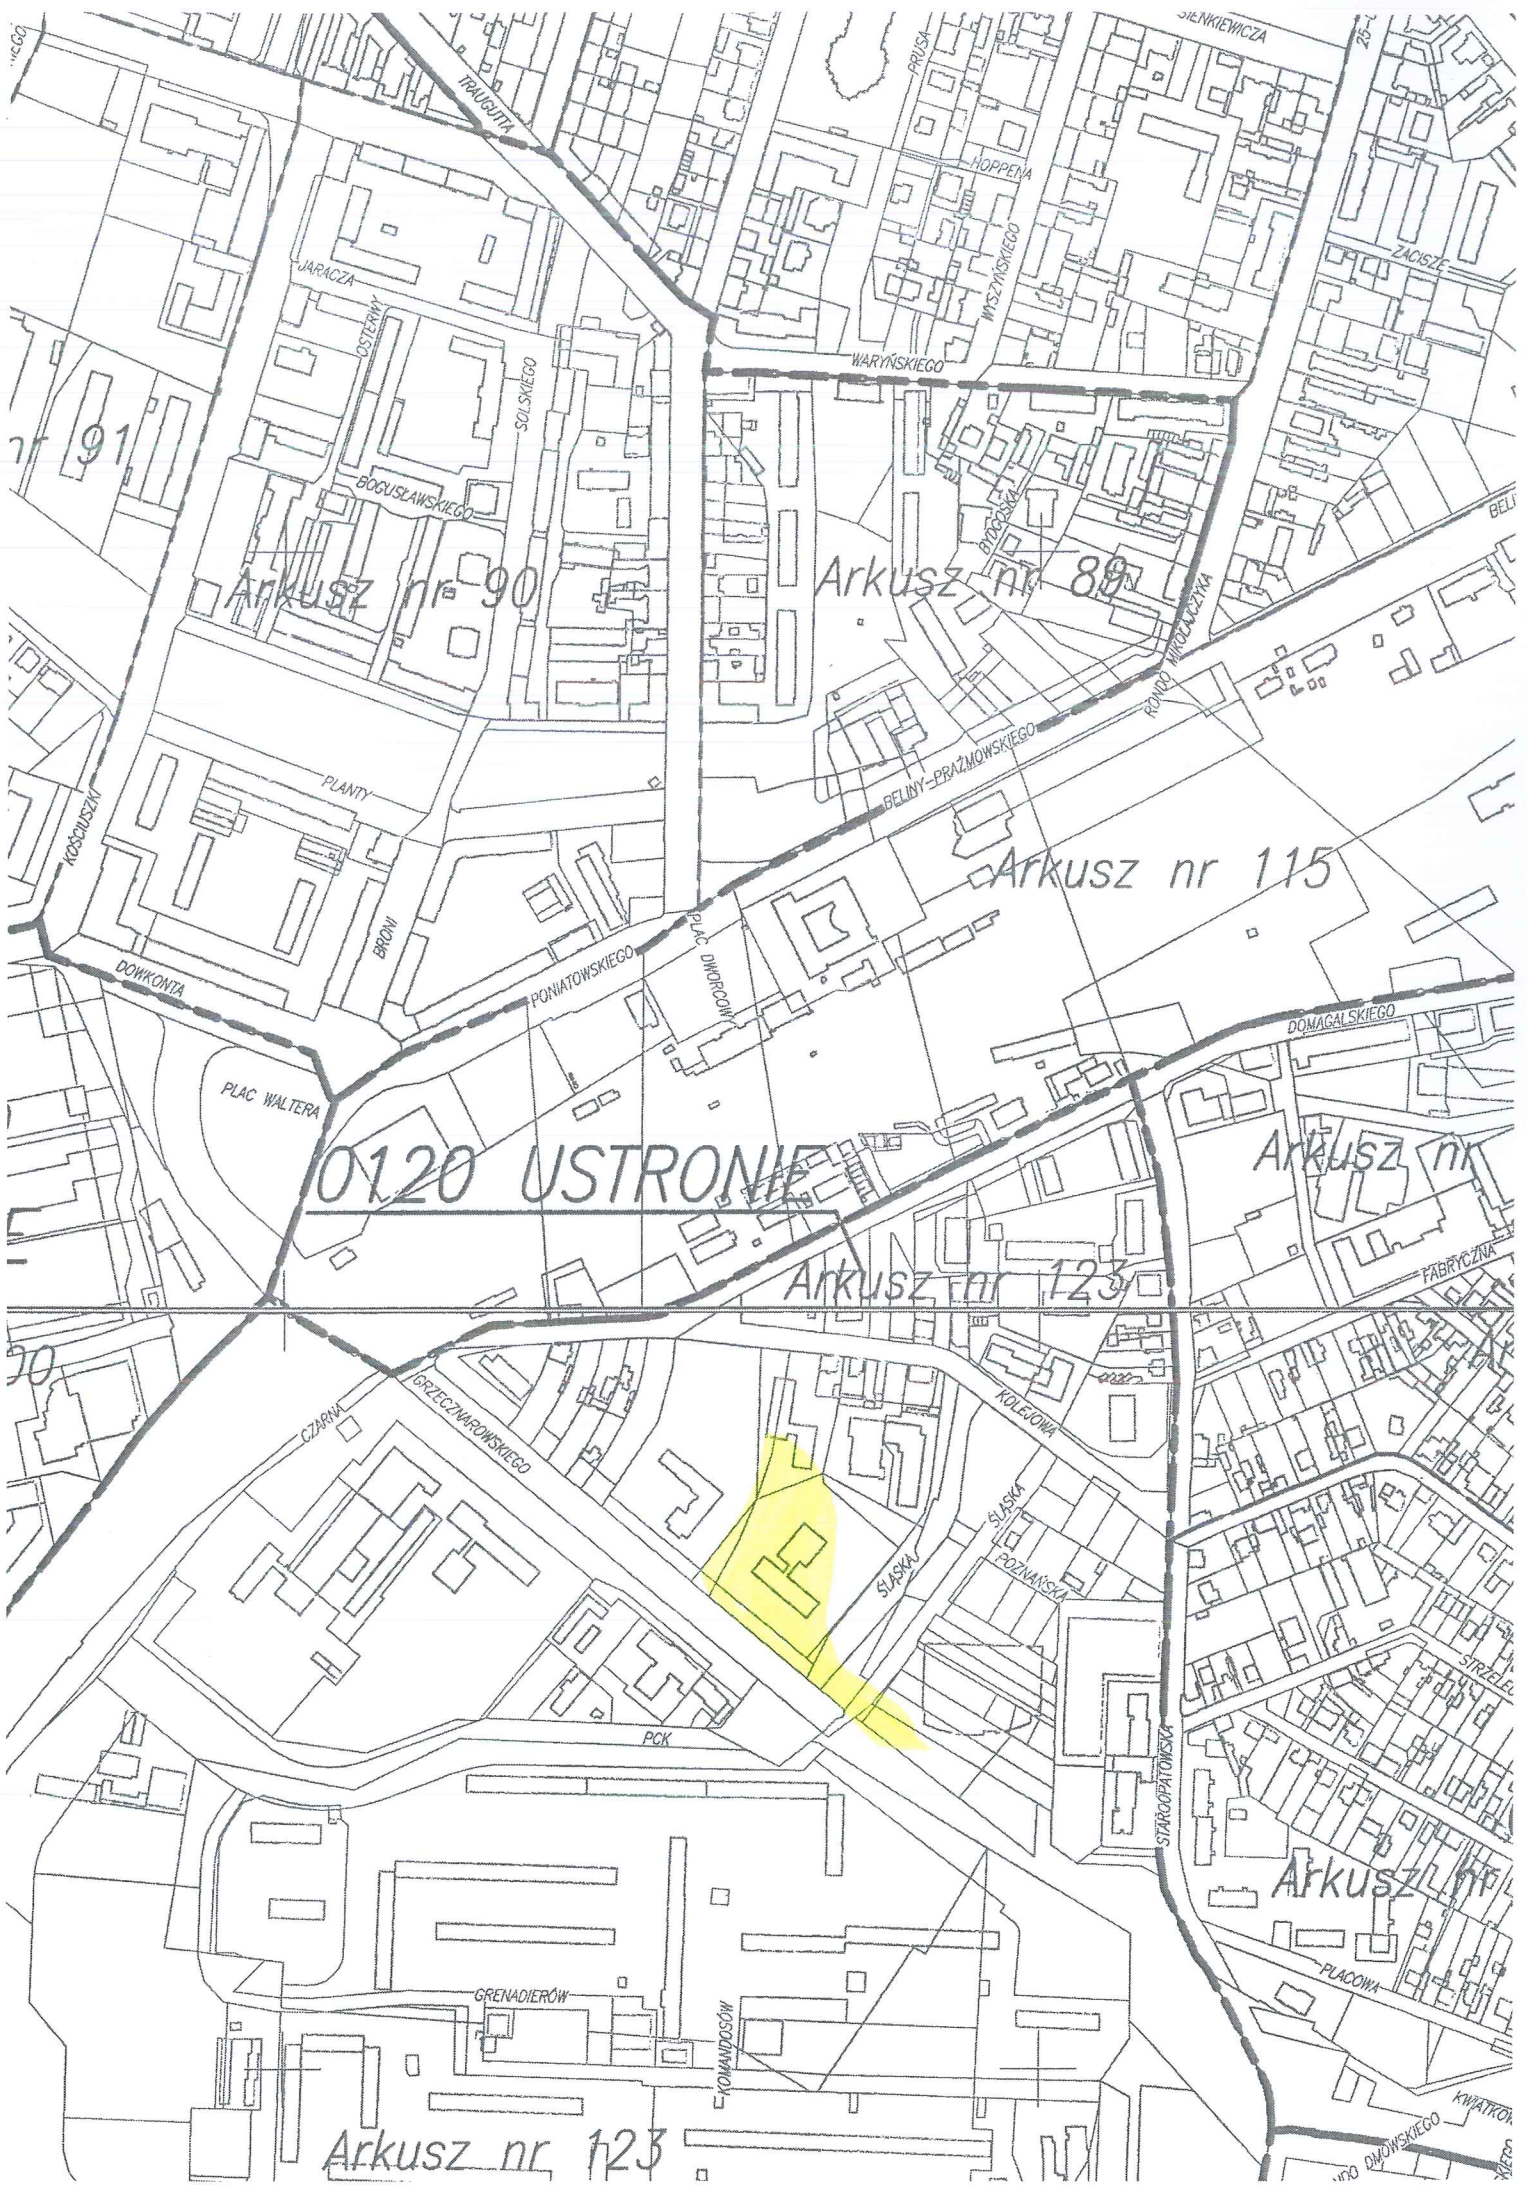 SIENKIEWICZA
TRAUGUTTA
PRUSA
HOPPENA
ZACISZE
JARACZA
WYSZYŃSKIEGO
OSTERWY
SOLSKIEGO
WARYŃSKIEGO
nr 91
BOGUSŁAWSKIEGO
BYDGOSKA
Arkusz nr 90
Arkusz nr 89
RONDO MIKOŁAJCZYKA
PLANTY
BELINY-PRAŻMOWSKIEGO
KOŚCIUSZKI
Arkusz nr 115
BRONI
DOWKONTA
PONIATOWSKIEGO
PLAC DWORCOWY
DOMAGALSKIEGO
PLAC WALTERA
0120 USTRONIE
Arkusz nr
FABRYCZNA
Arkusz nr 123
GRZECZNAROWSKIEGO
CZARNA
KOLEJOWA
ŚLĄSKA
ŚLĄSKA
POZNAŃSKA
PCK
STAROOPATOWSKA
Arkusz nr
PLACOWA
GRENADIERÓW
KOMANDOSÓW
Arkusz nr 123